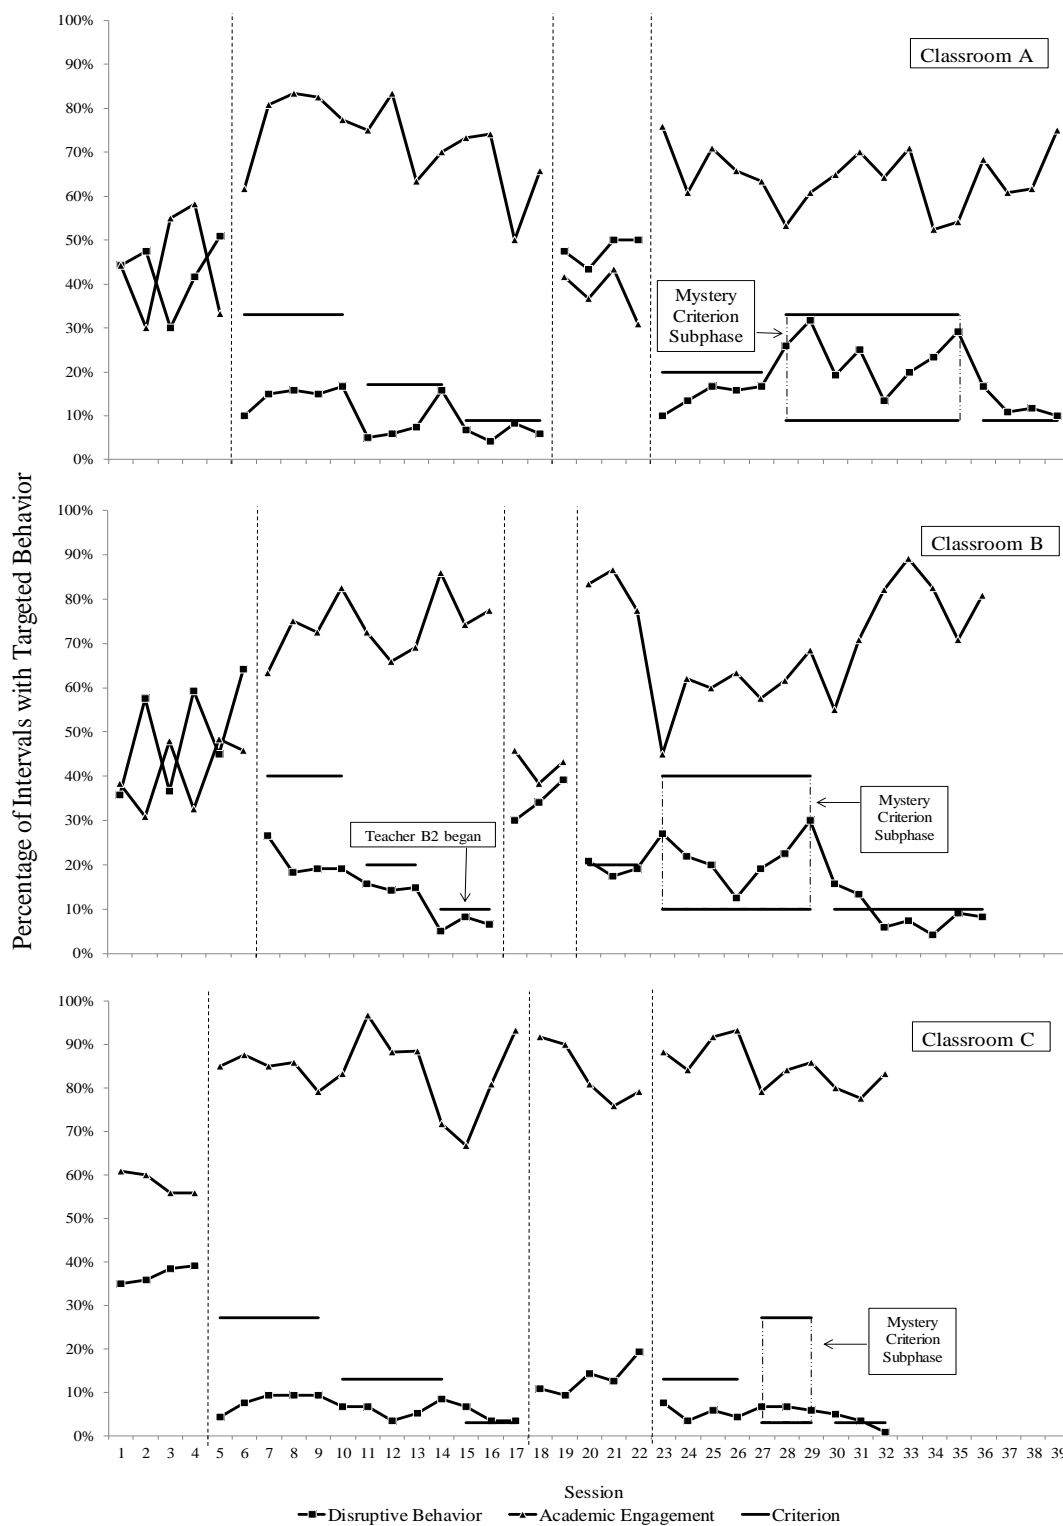 100%
90%
Classroom A
80%
70%
60%
50%
40%
Mystery
Criterion
Subphase
30%
20%
10%
0%
Percentage of Intervals with Targeted Behavior
100%
90%
Classroom B
80%
70%
60%
50%
40%
Mystery
Criterion
Subphase
30%
Teacher B2 began
20%
10%
0%
100%
90%
Classroom C
80%
70%
60%
50%
40%
30%
Mystery
Criterion
Subphase
20%
10%
0%
1 2 3 4 5 6 7 8 9 10 11 12 13 14 15 16 17 18 19 20 21 22 23 24 25 26 27 28 29 30 31 32 33 34 35 36 37 38 39
Session
Disruptive Behavior Academic Engagement Criterion